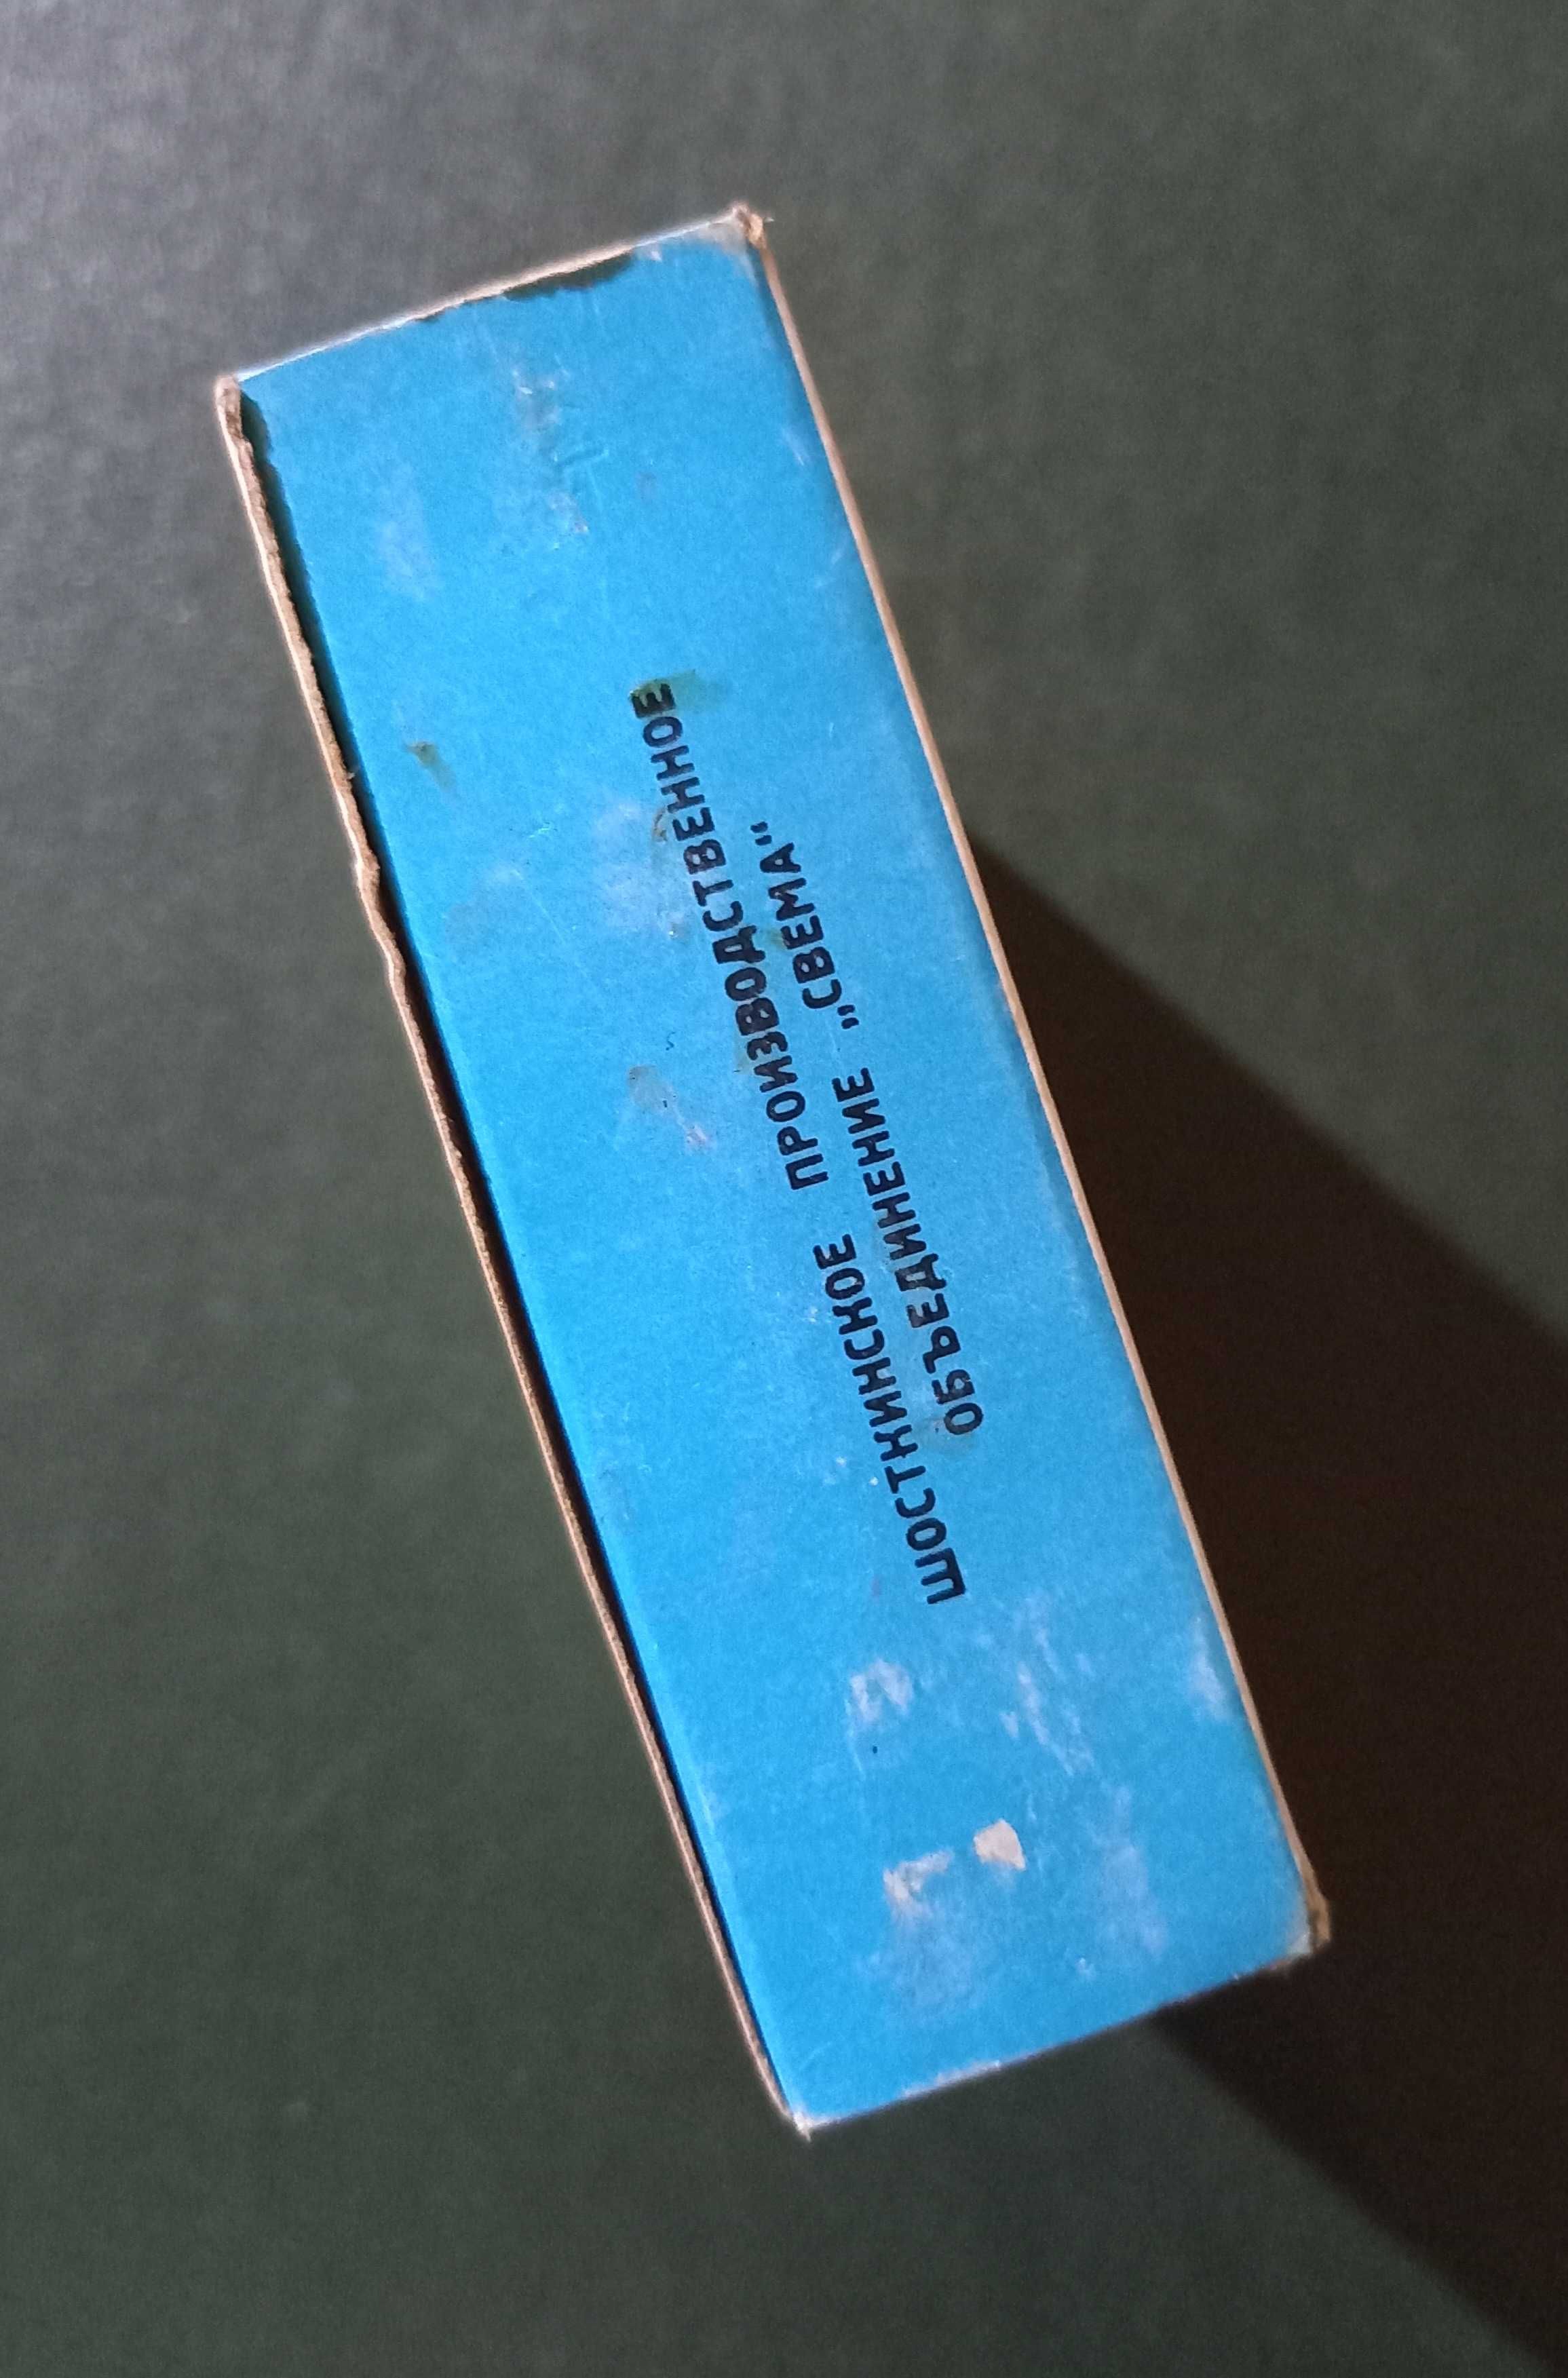 ШОСТКИНСКОЕ ПРОИЗВОДСТВЕННОЕ
ОБЪЕДИНЕНИЕ „СВЕМА"